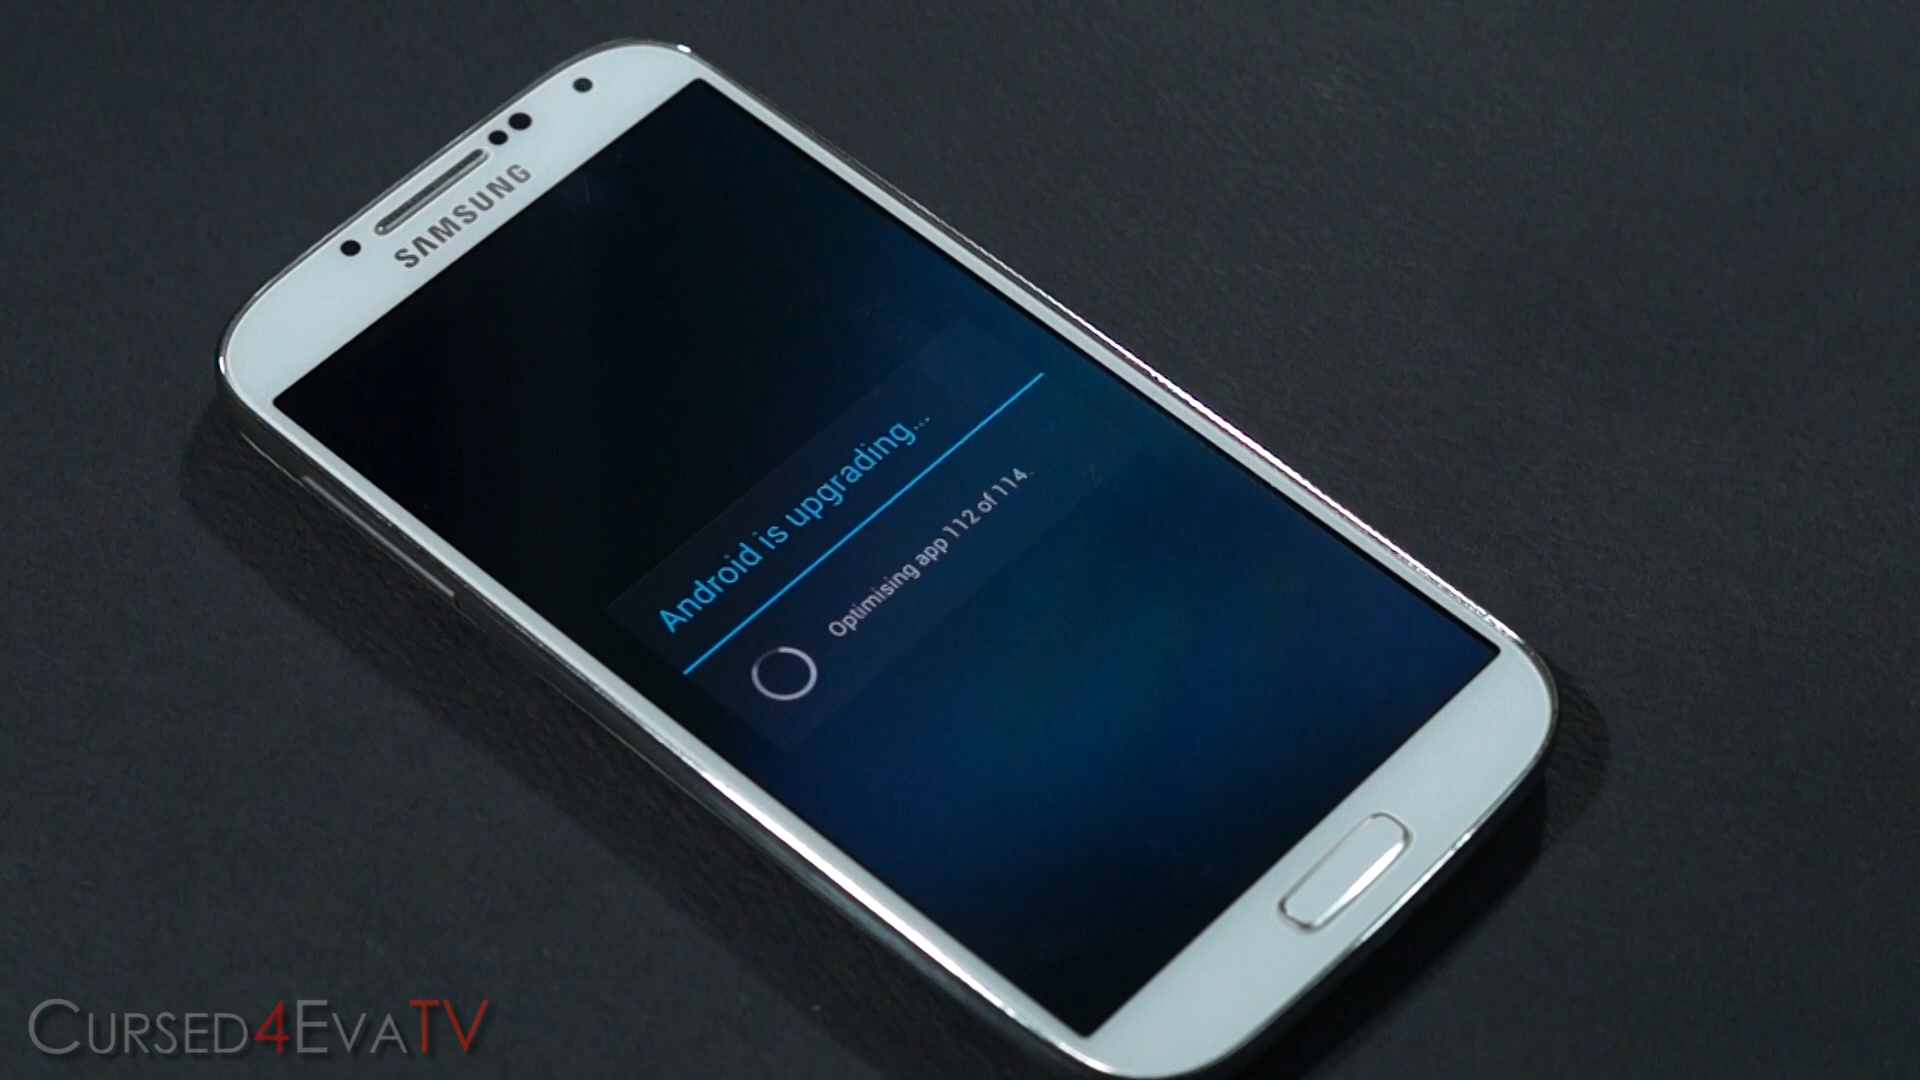 SAMSUNG
Android is upgrading...
Optimising app 112 of 114.
CURSED4EVATV